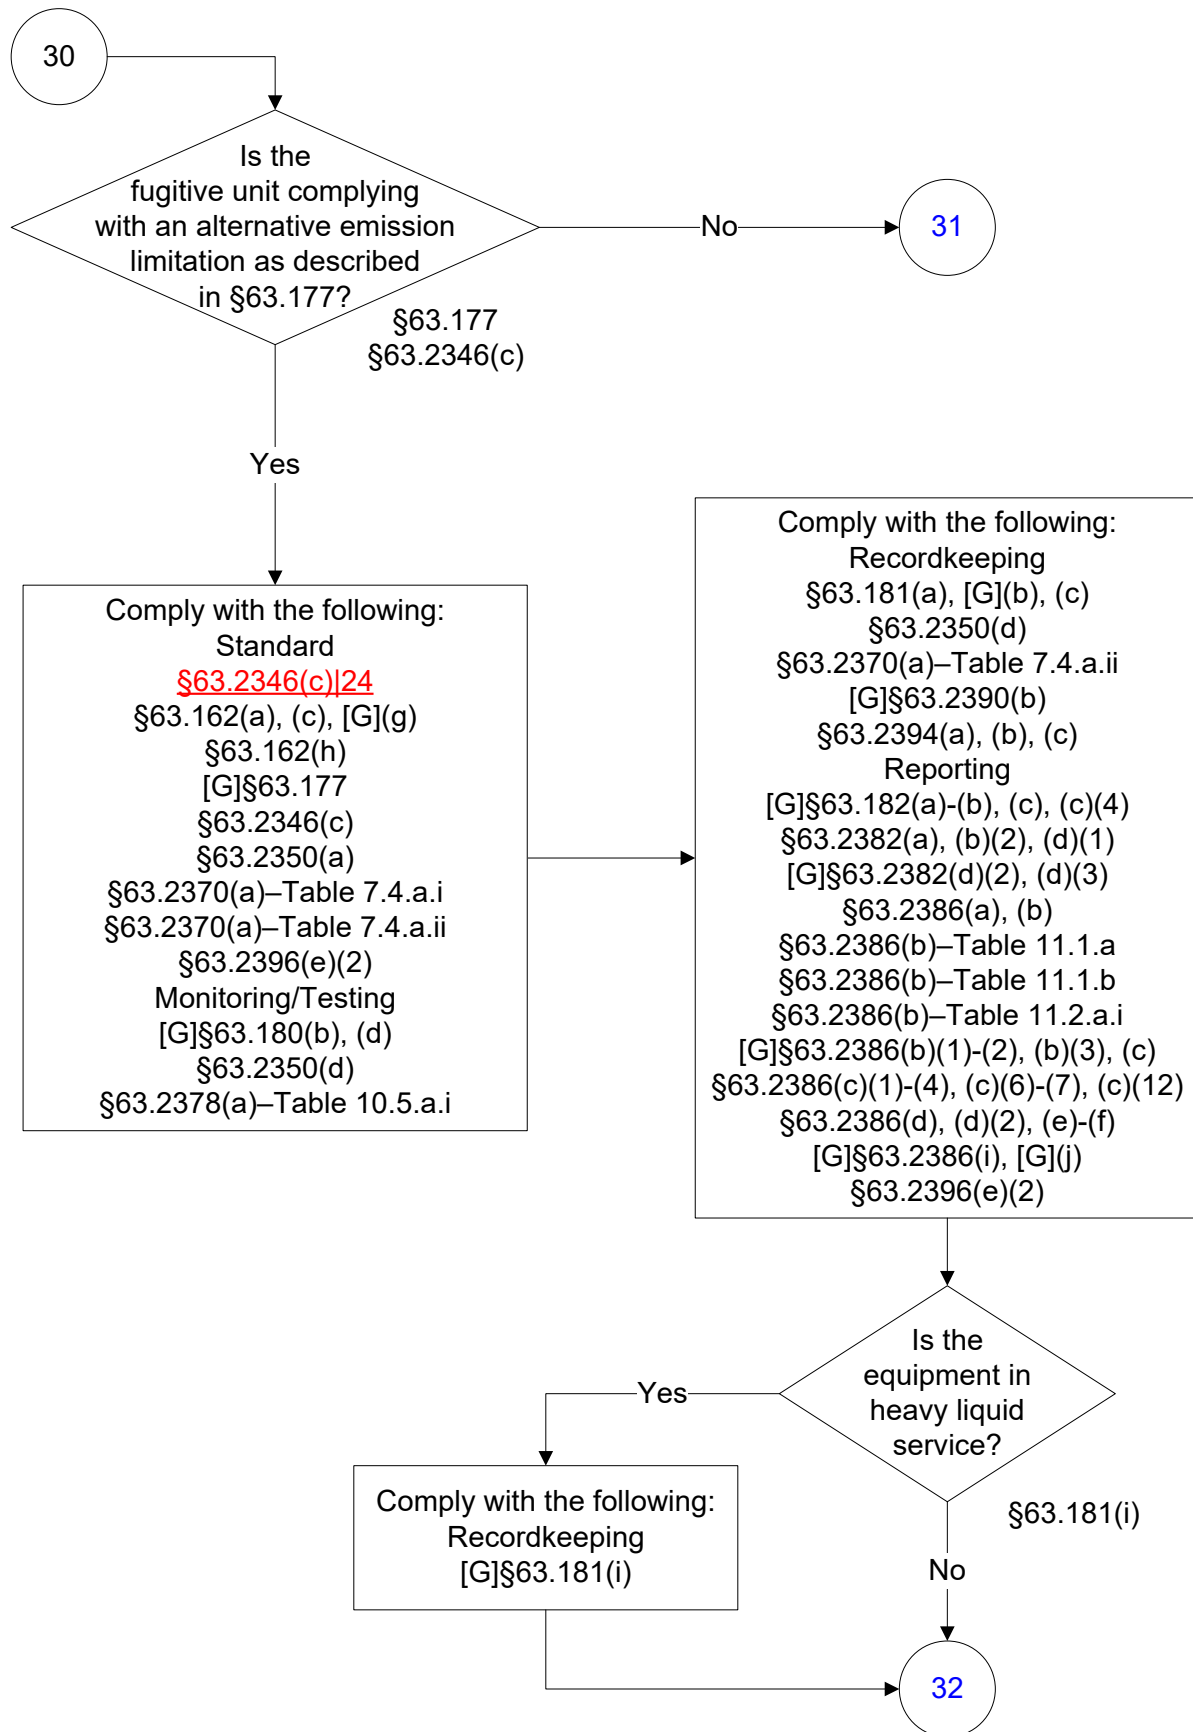 30
Is the
fugitive unit complying
with an alternative emission
limitation as described
in §63.177?
No
31
§63.177
§63.2346(c)
Yes
Comply with the following:
Standard
§63.2346(c)|24
§63.162(a), (c), [G](g)
§63.162(h)
[G]§63.177
§63.2346(c)
§63.2350(a)
§63.2370(a)–Table 7.4.a.i
§63.2370(a)–Table 7.4.a.ii
§63.2396(e)(2)
Monitoring/Testing
[G]§63.180(b), (d)
§63.2350(d)
§63.2378(a)–Table 10.5.a.i
Comply with the following:
Recordkeeping
§63.181(a), [G](b), (c)
§63.2350(d)
§63.2370(a)–Table 7.4.a.ii
[G]§63.2390(b)
§63.2394(a), (b), (c)
Reporting
[G]§63.182(a)-(b), (c), (c)(4)
§63.2382(a), (b)(2), (d)(1)
[G]§63.2382(d)(2), (d)(3)
§63.2386(a), (b)
§63.2386(b)–Table 11.1.a
§63.2386(b)–Table 11.1.b
§63.2386(b)–Table 11.2.a.i
[G]§63.2386(b)(1)-(2), (b)(3), (c)
§63.2386(c)(1)-(4), (c)(6)-(7), (c)(12)
§63.2386(d), (d)(2), (e)-(f)
[G]§63.2386(i), [G](j)
§63.2396(e)(2)
Is the
equipment in
heavy liquid
service?
Yes
§63.181(i)
Comply with the following:
Recordkeeping
[G]§63.181(i)
No
32